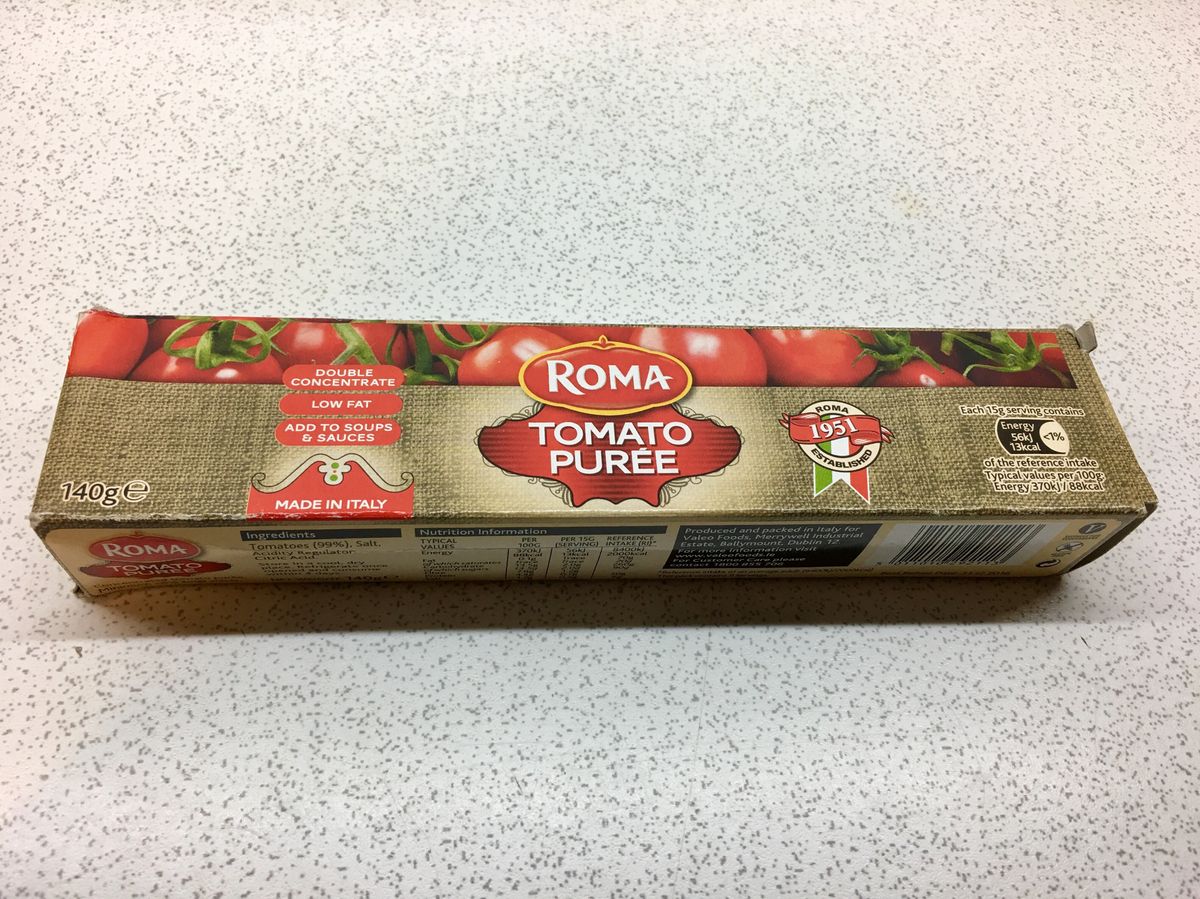 ROMA
TOMATO
PURÉE
DOUBLE
CONCENTRATE
LOW FAT
ADD TO SOUPS
& SAUCES
MADE IN ITALY
140g e
ROMA
1951
ESTABLISHED
Each 15g serving contains
Energy
56kJ
13kcal
<1%
of the reference intake
Typical values per 100g:
Energy 370kJ / 88kcal
ROMA
TOMATO
PURÉE
Ingredients
Tomatoes (99%), Salt,
Acidity Regulator:
Citric Acid
140g e
Nutrition Information
TYPICAL
VALUES
PER
100G
PER 15G
SERVING
REFERENCE
INTAKE (RI)*
Energy
370kJ
88kcal
56kJ
13kcal
8400kJ
2000kcal
Produced and packed in Italy for
Valeo Foods, Merrywell Industrial
Estate, Ballymount, Dublin 12.
For more information visit
www.valeofoods.ie
For Customer Care please
contact 1800 855 706